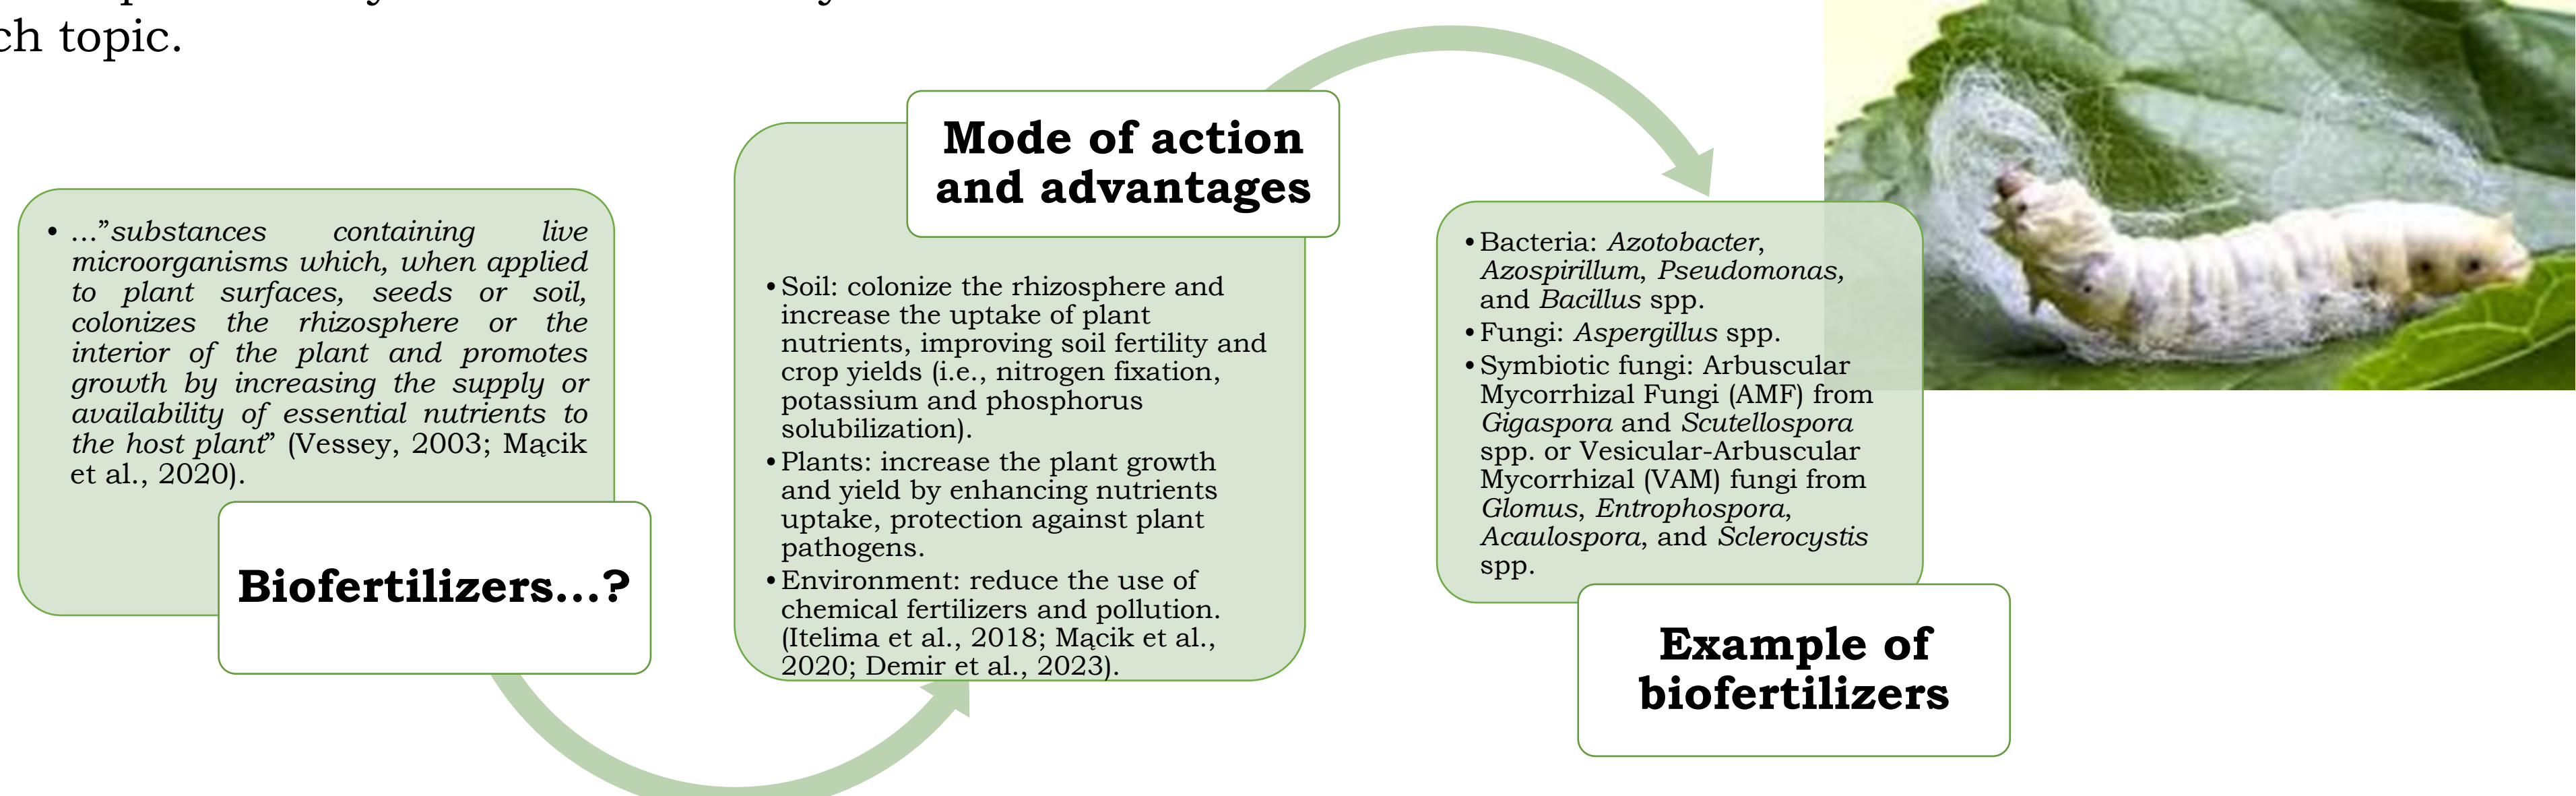 ch topic.
• ...”substances containing live
microorganisms which, when applied
to plant surfaces, seeds or soil,
colonizes the rhizosphere or the
interior of the plant and promotes
growth by increasing the supply or
availability of essential nutrients to
the host plant” (Vessey, 2003; Mącik
et al., 2020).
Biofertilizers...?
Mode of action
and advantages
• Soil: colonize the rhizosphere and
increase the uptake of plant
nutrients, improving soil fertility and
crop yields (i.e., nitrogen fixation,
potassium and phosphorus
solubilization).
• Plants: increase the plant growth
and yield by enhancing nutrients
uptake, protection against plant
pathogens.
• Environment: reduce the use of
chemical fertilizers and pollution.
(Itelima et al., 2018; Mącik et al.,
2020; Demir et al., 2023).
• Bacteria: Azotobacter,
Azospirillum, Pseudomonas,
and Bacillus spp.
• Fungi: Aspergillus spp.
• Symbiotic fungi: Arbuscular
Mycorrhizal Fungi (AMF) from
Gigaspora and Scutellospora
spp. or Vesicular-Arbuscular
Mycorrhizal (VAM) fungi from
Glomus, Entrophospora,
Acaulospora, and Sclerocystis
spp.
Example of
biofertilizers